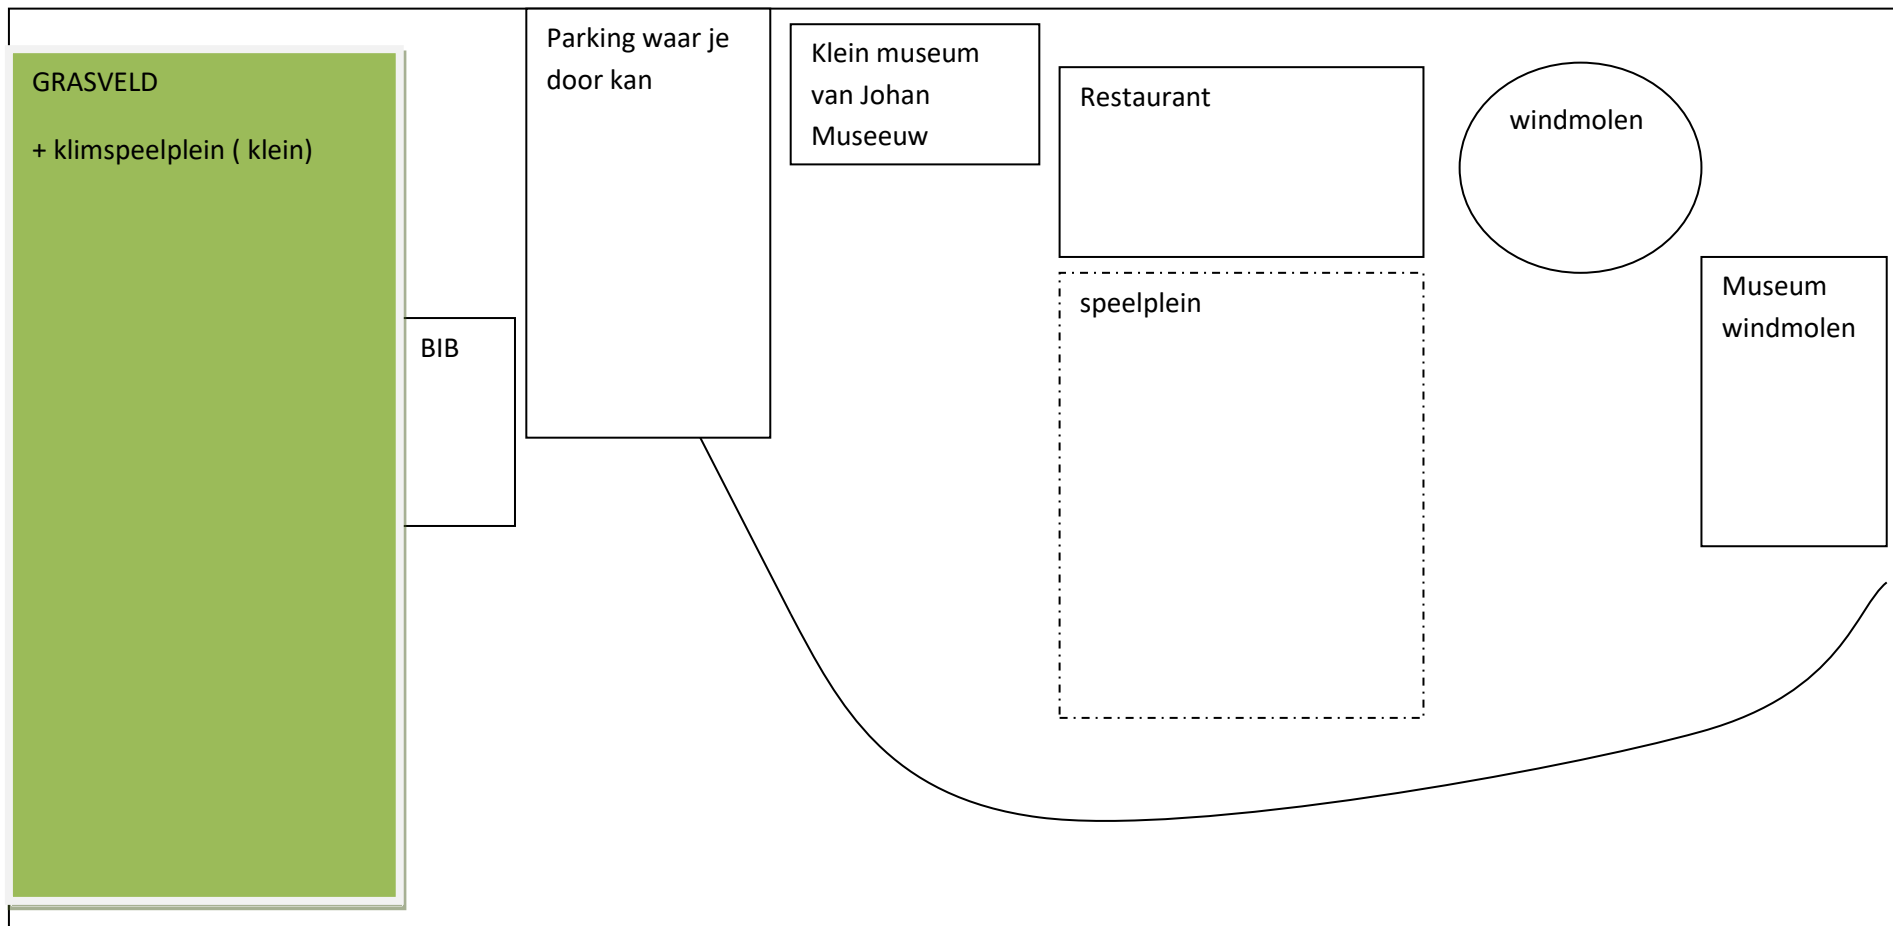 GRASVELD
+ klimspeelplein ( klein)
BIB
Parking waar je
door kan
Klein museum
van Johan
Museeuw
Restaurant
speelplein
windmolen
Museum
windmolen